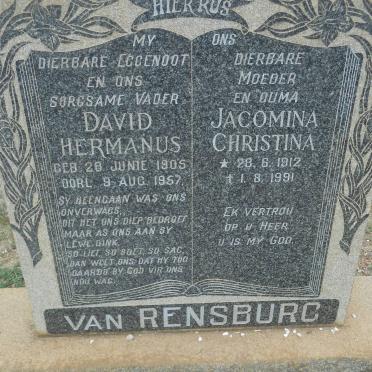 HIER RUS
MY
DIERBARE EGGENOOT
EN ONS
SORGSAME VADER
DAVID
HERMANUS
GEB. 28 JUNIE 1905
OORL. 9 AUG. 1957
SY HEENGAAN WAS ONS
ONVERWAGS,
DIT HET ONS DIEP BEDROEF
MAAR AS ONS AAN SY
LEWE DINK
SO LIEF, SO SOET, SO SAG,
DAN WEET ONS DAT HY TOG
DAARBO BY GOD VIR ONS
NOU WAG.
ONS
DIERBARE
MOEDER
EN OUMA
JACOMINA
CHRISTINA
* 28.6.1912
† 1.8.1991
EK VERTROU
OP U HEER
U IS MY GOD.
VAN RENSBURG